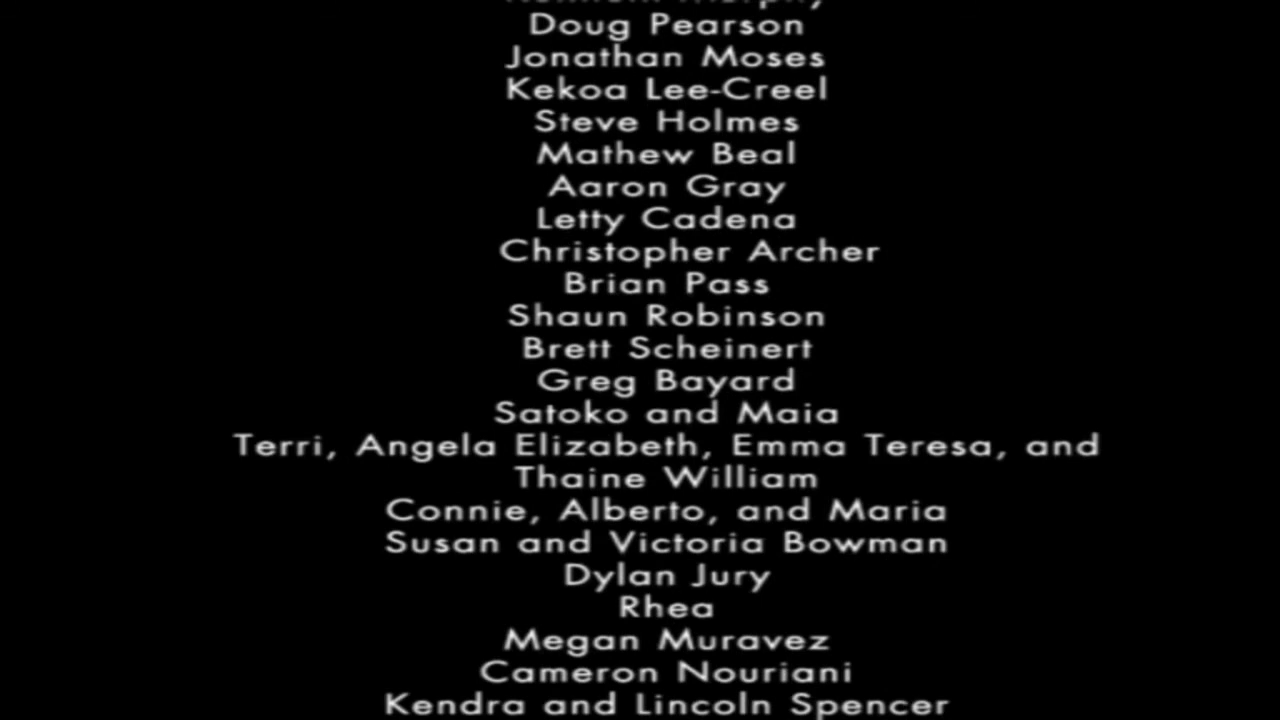 Doug Pearson
Jonathan Moses
Kekoa Lee-Creel
Steve Holmes
Mathew Beal
Aaron Gray
Letty Cadena
Christopher Archer
Brian Pass
Shaun Robinson
Brett Scheinert
Greg Bayard
Satoko and Maia
Terri, Angela Elizabeth, Emma Teresa, and
Thaine William
Connie, Alberto, and Maria
Susan and Victoria Bowman
Dylan Jury
Rhea
Megan Muravez
Cameron Nouriani
Kendra and Lincoln Spencer